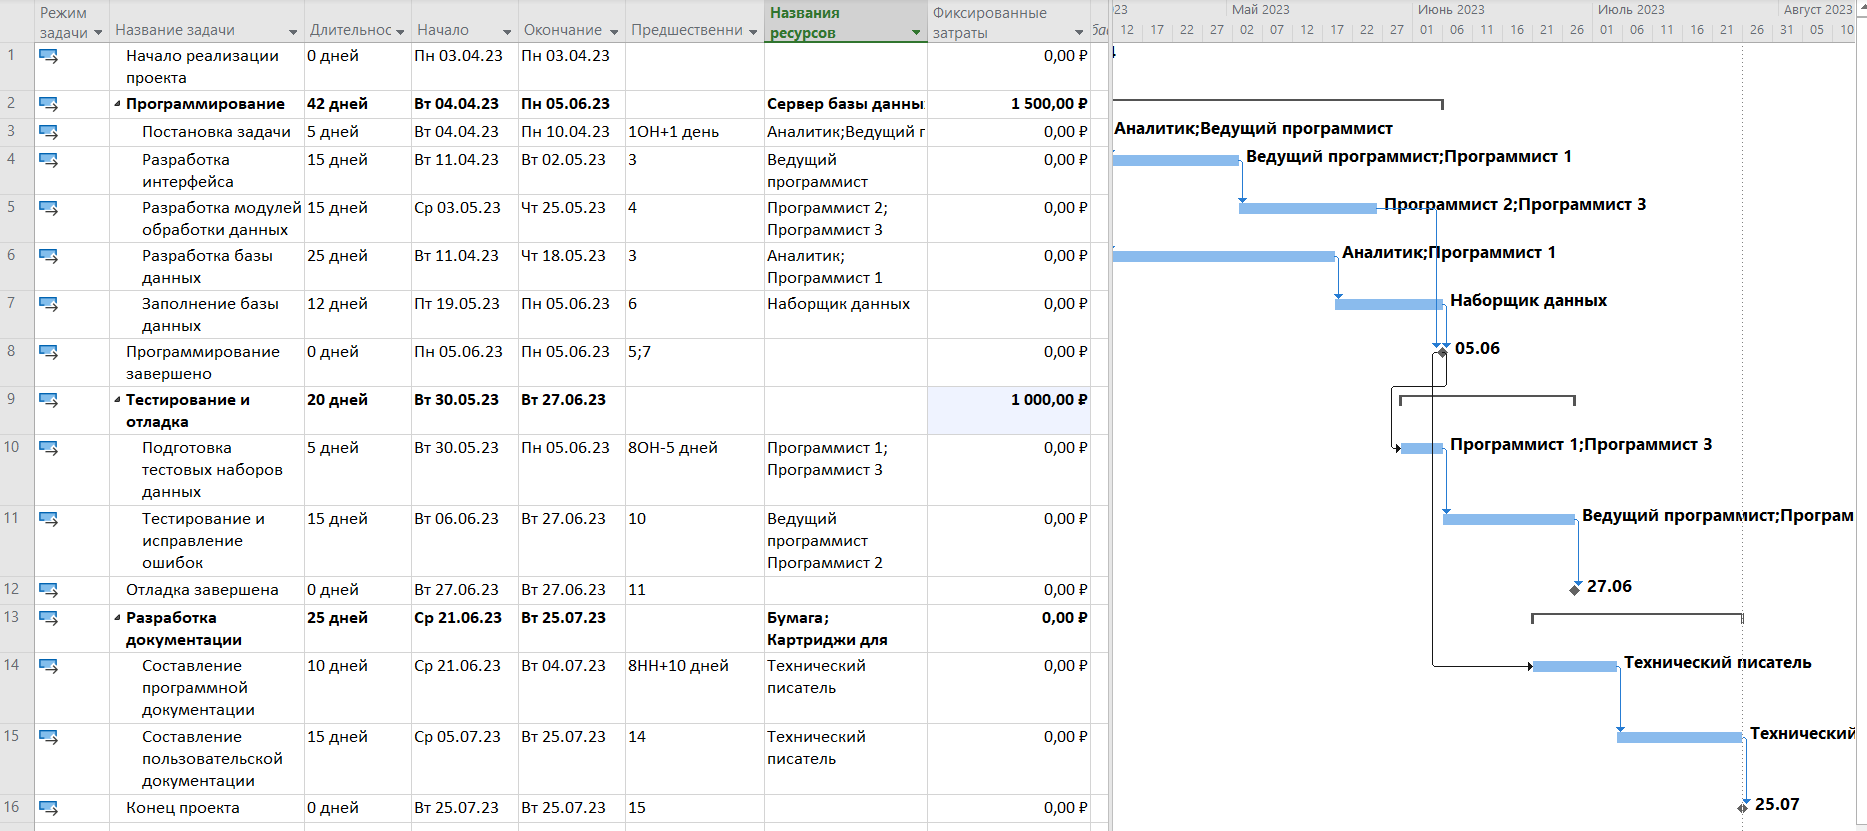 Режим задачи Название задачи Длительнос Начало Окончание Предшественни Названия ресурсов Фиксированные затраты
1 Начало реализации проекта 0 дней Пн 03.04.23 Пн 03.04.23 0,00 ₽
2 Программирование 42 дней Вт 04.04.23 Пн 05.06.23 Сервер базы данны 1 500,00 ₽
3 Постановка задачи 5 дней Вт 04.04.23 Пн 10.04.23 1ОН+1 день Аналитик;Ведущий г 0,00 ₽
4 Разработка интерфейса 15 дней Вт 11.04.23 Вт 02.05.23 3 Ведущий программист 0,00 ₽
5 Разработка модулей обработки данных 15 дней Ср 03.05.23 Чт 25.05.23 4 Программист 2; Программист 3 0,00 ₽
6 Разработка базы данных 25 дней Вт 11.04.23 Чт 18.05.23 3 Аналитик; Программист 1 0,00 ₽
7 Заполнение базы данных 12 дней Пт 19.05.23 Пн 05.06.23 6 Наборщик данных 0,00 ₽
8 Программирование завершено 0 дней Пн 05.06.23 Пн 05.06.23 5;7 0,00 ₽
9 Тестирование и отладка 20 дней Вт 30.05.23 Вт 27.06.23 1 000,00 ₽
10 Подготовка тестовых наборов данных 5 дней Вт 30.05.23 Пн 05.06.23 8ОН-5 дней Программист 1; Программист 3 0,00 ₽
11 Тестирование и исправление ошибок 15 дней Вт 06.06.23 Вт 27.06.23 10 Ведущий программист Программист 2 0,00 ₽
12 Отладка завершена 0 дней Вт 27.06.23 Вт 27.06.23 11 0,00 ₽
13 Разработка документации 25 дней Ср 21.06.23 Вт 25.07.23 Бумага; Картриджи для 0,00 ₽
14 Составление программной документации 10 дней Ср 21.06.23 Вт 04.07.23 8НН+10 дней Технический писатель 0,00 ₽
15 Составление пользовательской документации 15 дней Ср 05.07.23 Вт 25.07.23 14 Технический писатель 0,00 ₽
16 Конец проекта 0 дней Вт 25.07.23 Вт 25.07.23 15 0,00 ₽
23 Май 2023 Июнь 2023 Июль 2023 Август 2023
12 17 22 27 02 07 12 17 22 27 01 06 11 16 21 26 01 06 11 16 21 26 31 05 10
Аналитик;Ведущий программист
Ведущий программист;Программист 1
Программист 2;Программист 3
Аналитик;Программист 1
Наборщик данных
05.06
Программист 1;Программист 3
Ведущий программист;Програм
27.06
Технический писатель
Технический
25.07